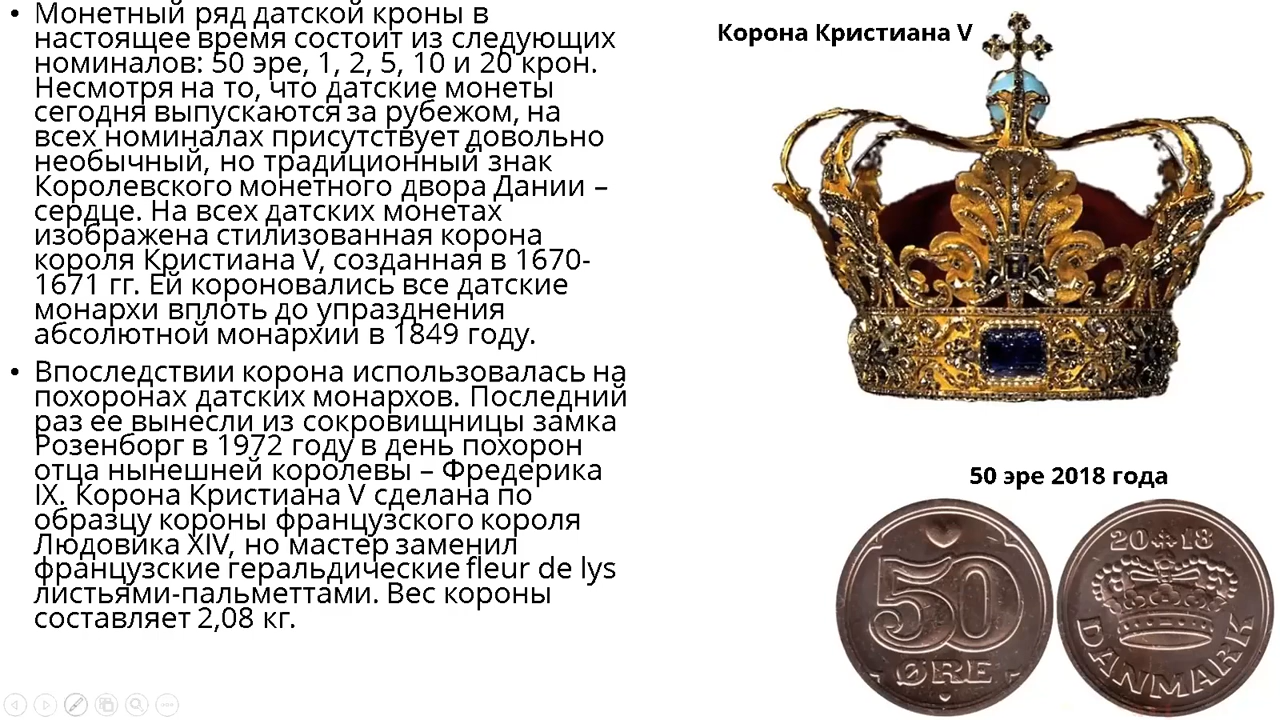 • Монетный ряд датской кроны в
настоящее время состоит из следующих
номиналов: 50 эре, 1, 2, 5, 10 и 20 крон.
Несмотря на то, что датские монеты
сегодня выпускаются за рубежом, на
всех номиналах присутствует довольно
необычный, но традиционный знак
Королевского монетного двора Дании –
сердце. На всех датских монетах
изображена стилизованная корона
короля Кристиана V, созданная в 1670-
1671 гг. Ей короновались все датские
монархи вплоть до упразднения
абсолютной монархии в 1849 году.
• Впоследствии корона использовалась на
похоронах датских монархов. Последний
раз ее вынесли из сокровищницы замка
Розенборг в 1972 году в день похорон
отца нынешней королевы – Фредерика
IX. Корона Кристиана V сделана по
образцу короны французского короля
Людовика XIV, но мастер заменил
французские геральдические fleur de lys
листьями-пальметтами. Вес короны
составляет 2,08 кг.
Корона Кристиана V
50 эре 2018 года
50
ØRE
20 18
DANMARK